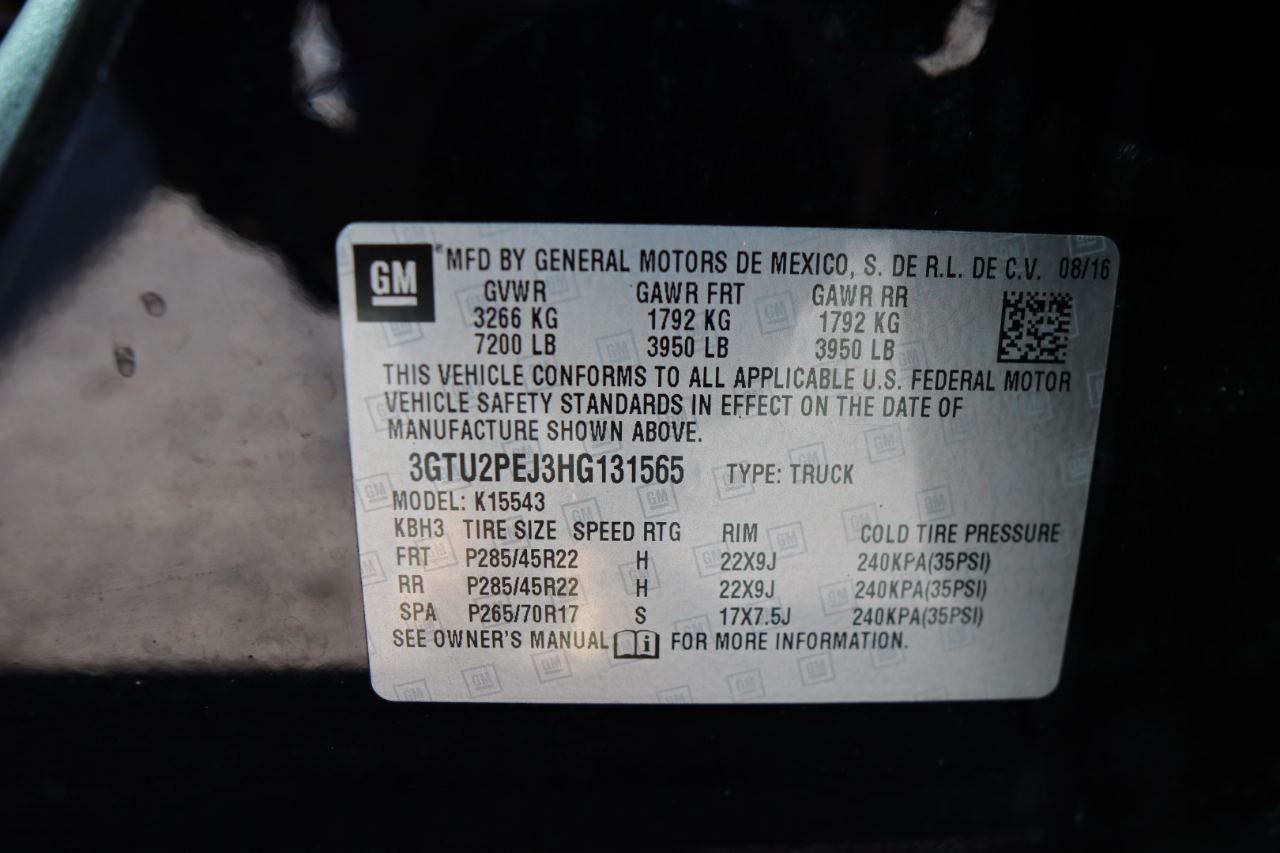 GM ® MFD BY GENERAL MOTORS DE MEXICO, S. DE R.L. DE C.V. 08/16
GVWR GAWR FRT GAWR RR
3266 KG 1792 KG 1792 KG
7200 LB 3950 LB 3950 LB
THIS VEHICLE CONFORMS TO ALL APPLICABLE U.S. FEDERAL MOTOR
VEHICLE SAFETY STANDARDS IN EFFECT ON THE DATE OF
MANUFACTURE SHOWN ABOVE.
3GTU2PEJ3HG131565 TYPE: TRUCK
MODEL: K15543
KBH3 TIRE SIZE SPEED RTG RIM COLD TIRE PRESSURE
FRT P285/45R22 H 22X9J 240KPA(35PSI)
RR P285/45R22 H 22X9J 240KPA(35PSI)
SPA P265/70R17 S 17X7.5J 240KPA(35PSI)
SEE OWNER'S MANUAL i FOR MORE INFORMATION.